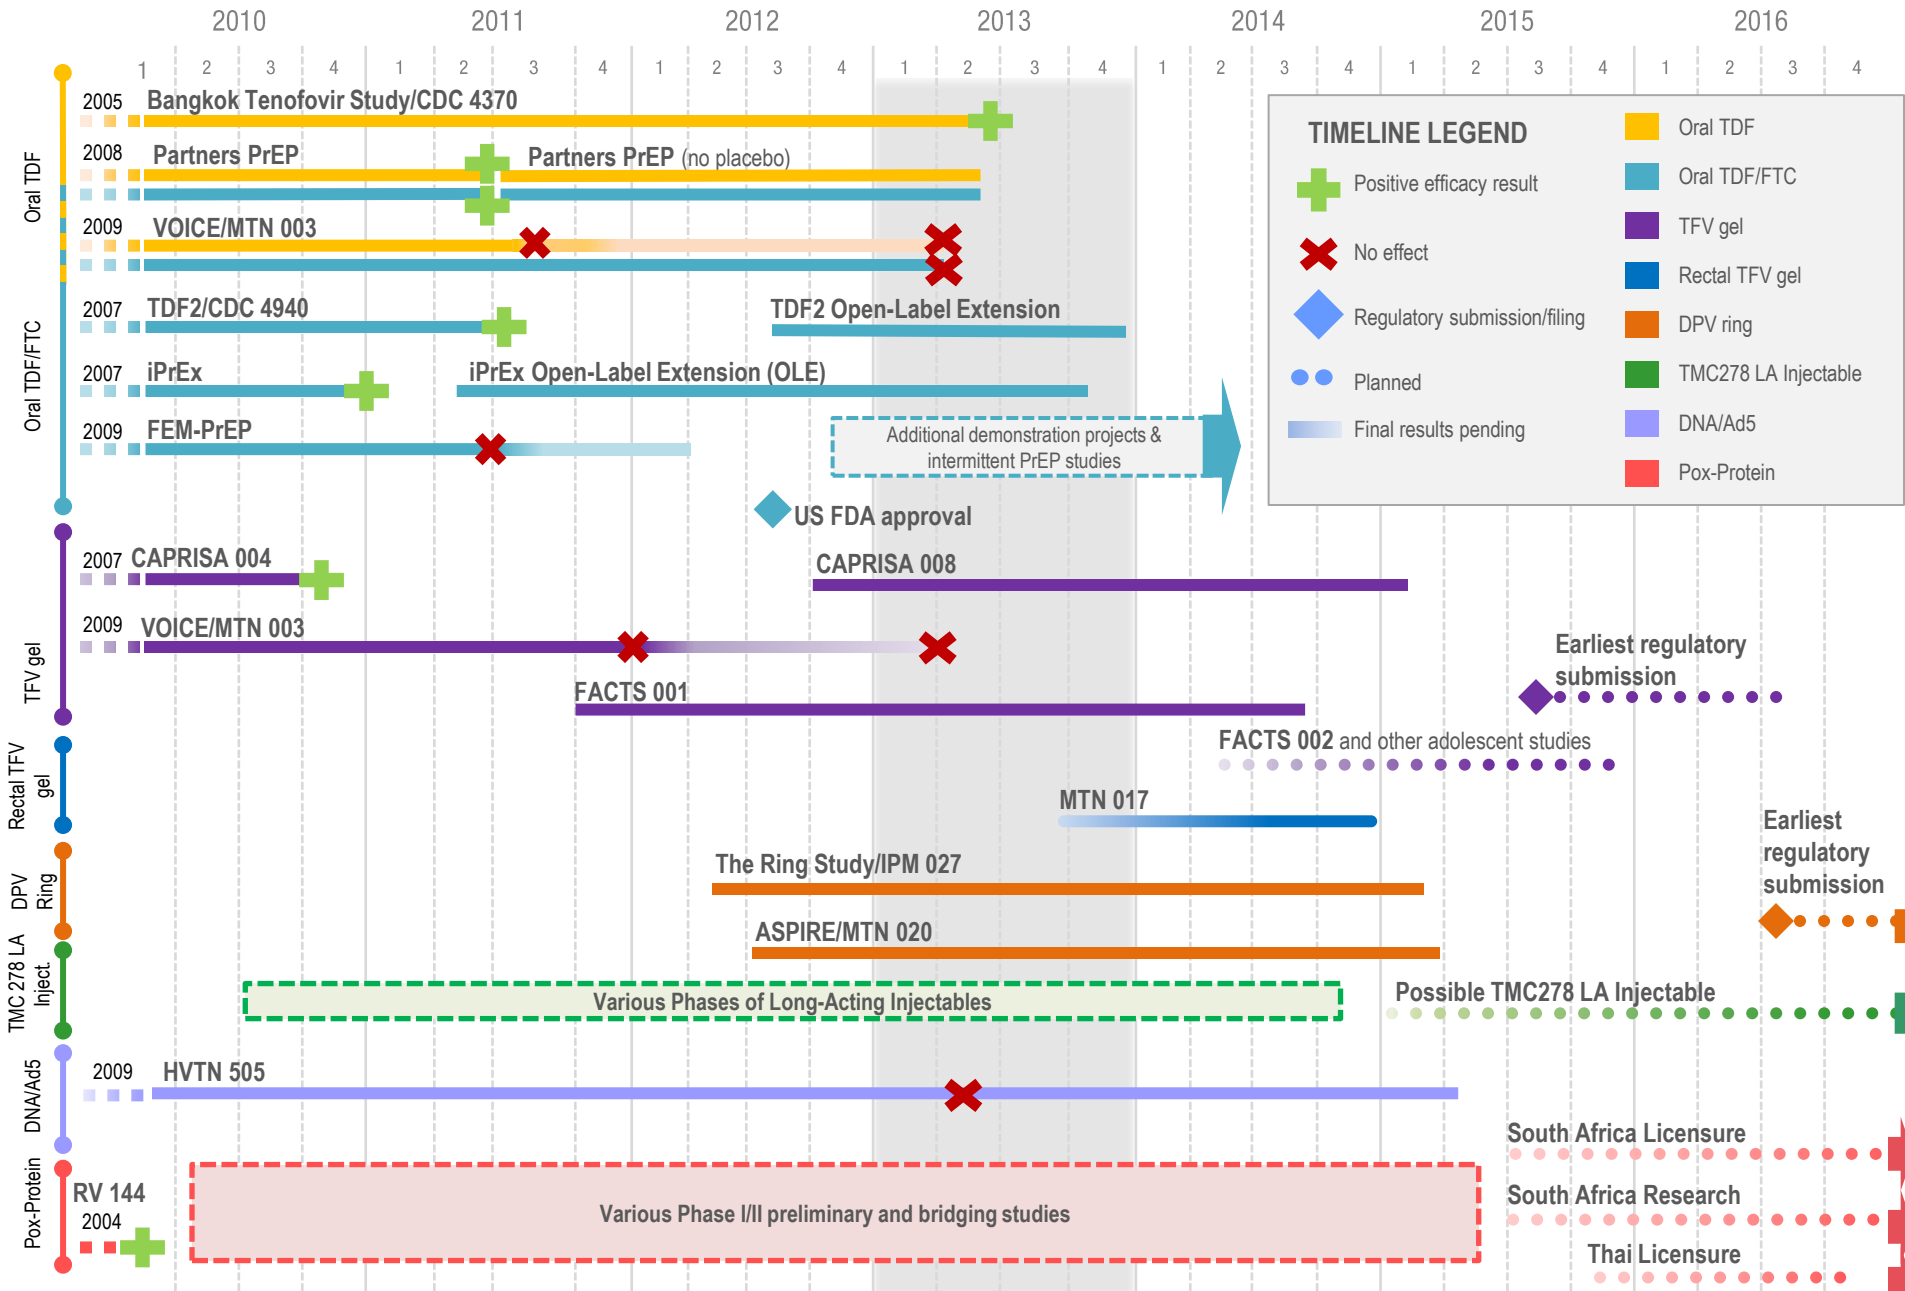 2010 2011 2012 2013 2014 2015 2016
1 2 3 4 1 2 3 4 1 2 3 4 1 2 3 4 1 2 3 4 1 2 3 4 1 2 3 4
Oral TDF
2005 Bangkok Tenofovir Study/CDC 4370
2008 Partners PrEP
Partners PrEP (no placebo)
2009 VOICE/MTN 003
Oral TDF/FTC
2007 TDF2/CDC 4940
TDF2 Open-Label Extension
2007 iPrEx
iPrEx Open-Label Extension (OLE)
2009 FEM-PrEP
Additional demonstration projects &
intermittent PrEP studies
US FDA approval
TIMELINE LEGEND
Positive efficacy result
No effect
Regulatory submission/filing
Planned
Final results pending
Oral TDF
Oral TDF/FTC
TFV gel
Rectal TFV gel
DPV ring
TMC278 LA Injectable
DNA/Ad5
Pox-Protein
TFV gel
2007 CAPRISA 004
CAPRISA 008
2009 VOICE/MTN 003
Earliest regulatory
submission
FACTS 001
FACTS 002 and other adolescent studies
Rectal TFV
gel
MTN 017
DPV
Ring
The Ring Study/IPM 027
Earliest
regulatory
submission
ASPIRE/MTN 020
TMC 278 LA
Inject.
Various Phases of Long-Acting Injectables
Possible TMC278 LA Injectable
DNA/Ad5
2009 HVTN 505
Pox-Protein
RV 144
2004
Various Phase I/II preliminary and bridging studies
South Africa Licensure
South Africa Research
Thai Licensure